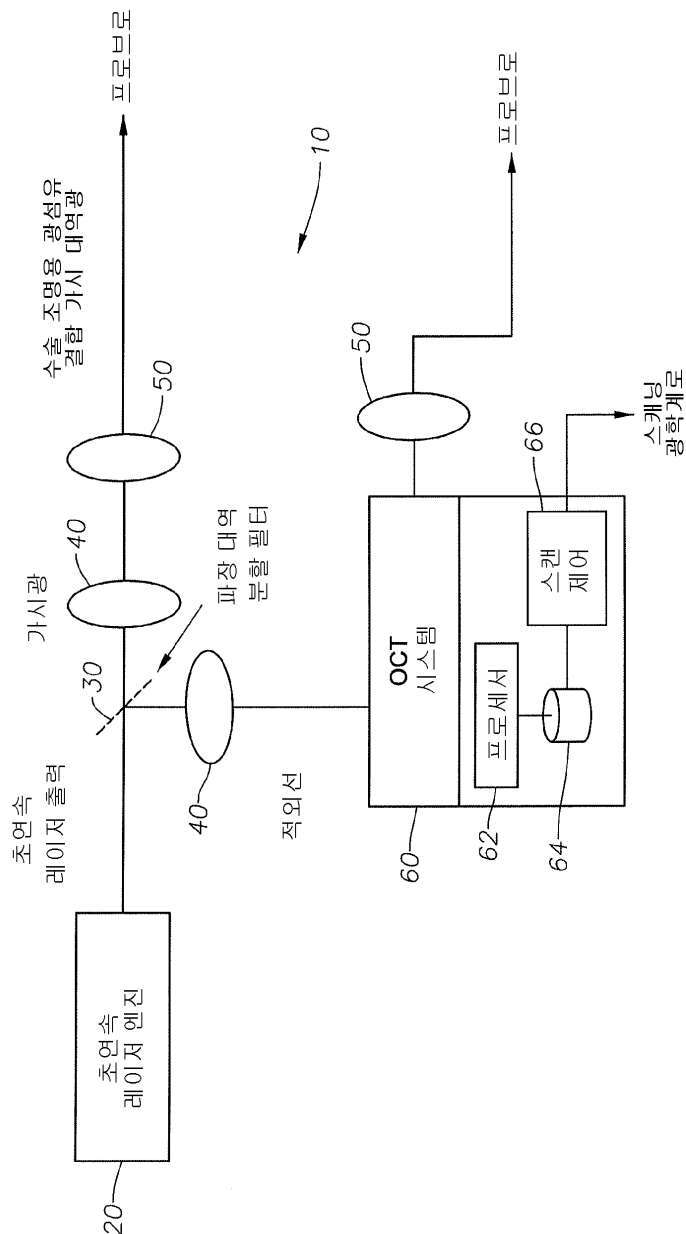 수술 조명용 광섬유
결합 가시 대역광
프로브로
50
40
가시광
30
파장 대역
분할 필터
초연속
레이저 출력
초연속
레이저 엔진
20
10
40
적외선
50
프로브로
OCT
시스템
60
프로세서
62
64
스캔
제어
66
스캐닝
광학계로